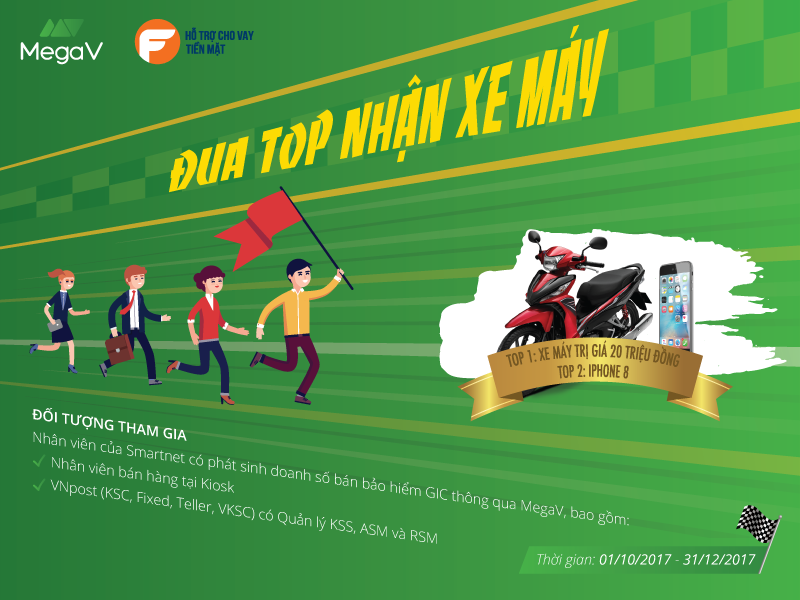 MegaV
HỖ TRỢ CHO VAY
TIỀN MẶT
ĐUA TOP NHẬN XE MÁY
TOP 1: XE MÁY TRỊ GIÁ 20 TRIỆU ĐỒNG
TOP 2: IPHONE 8
ĐỐI TƯỢNG THAM GIA
Nhân viên của Smartnet có phát sinh doanh số bán bảo hiểm GIC thông qua MegaV, bao gồm:
Nhân viên bán hàng tại Kiosk
VNpost (KSC, Fixed, Teller, VKSC) có Quản lý KSS, ASM và RSM
Thời gian: 01/10/2017 - 31/12/2017